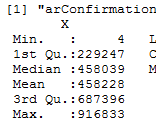 [1] "arConfirmation
X
Min. : 4 L
1st Qu.:229247 C
Median :458039 M
Mean :458228
3rd Qu.:687396
Max. :916833